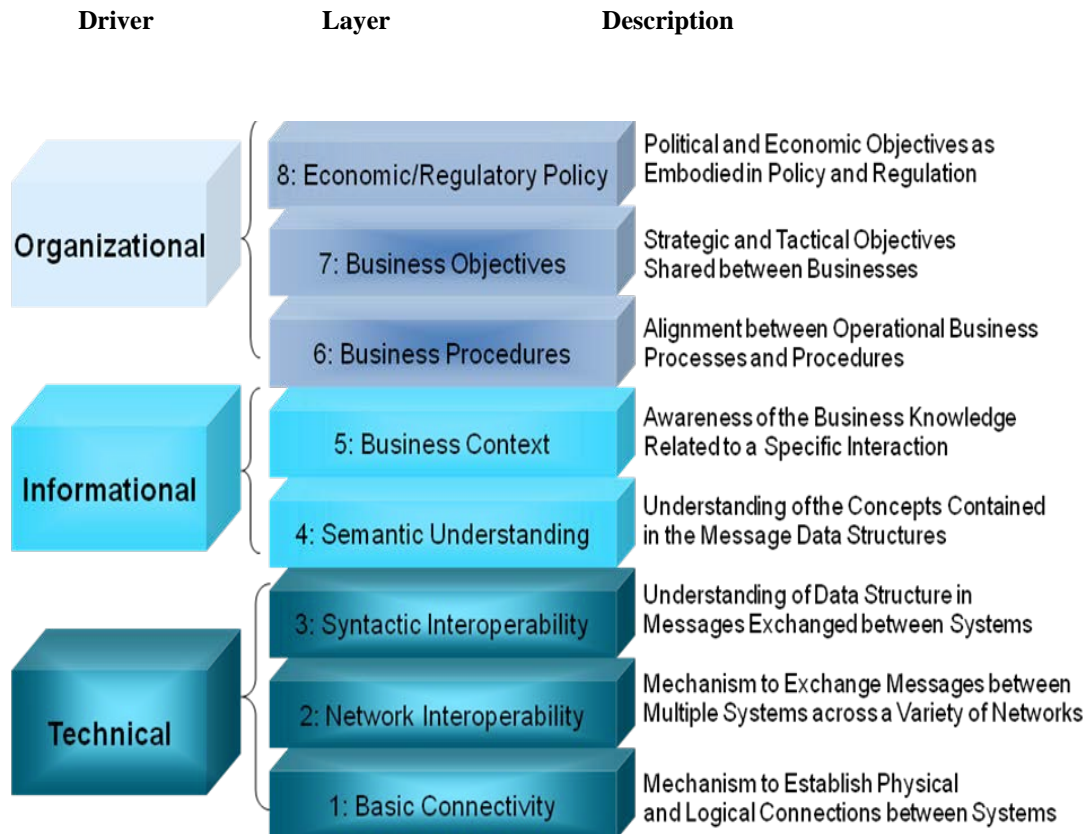 Driver Layer Description
Organizational
8: Economic/Regulatory Policy
Political and Economic Objectives as
Embodied in Policy and Regulation
7: Business Objectives
Strategic and Tactical Objectives
Shared between Businesses
6: Business Procedures
Alignment between Operational Business
Processes and Procedures
Informational
5: Business Context
Awareness of the Business Knowledge
Related to a Specific Interaction
4: Semantic Understanding
Understanding of the Concepts Contained
in the Message Data Structures
Technical
3: Syntactic Interoperability
Understanding of Data Structure in
Messages Exchanged between Systems
2: Network Interoperability
Mechanism to Exchange Messages between
Multiple Systems across a Variety of Networks
1: Basic Connectivity
Mechanism to Establish Physical
and Logical Connections between Systems